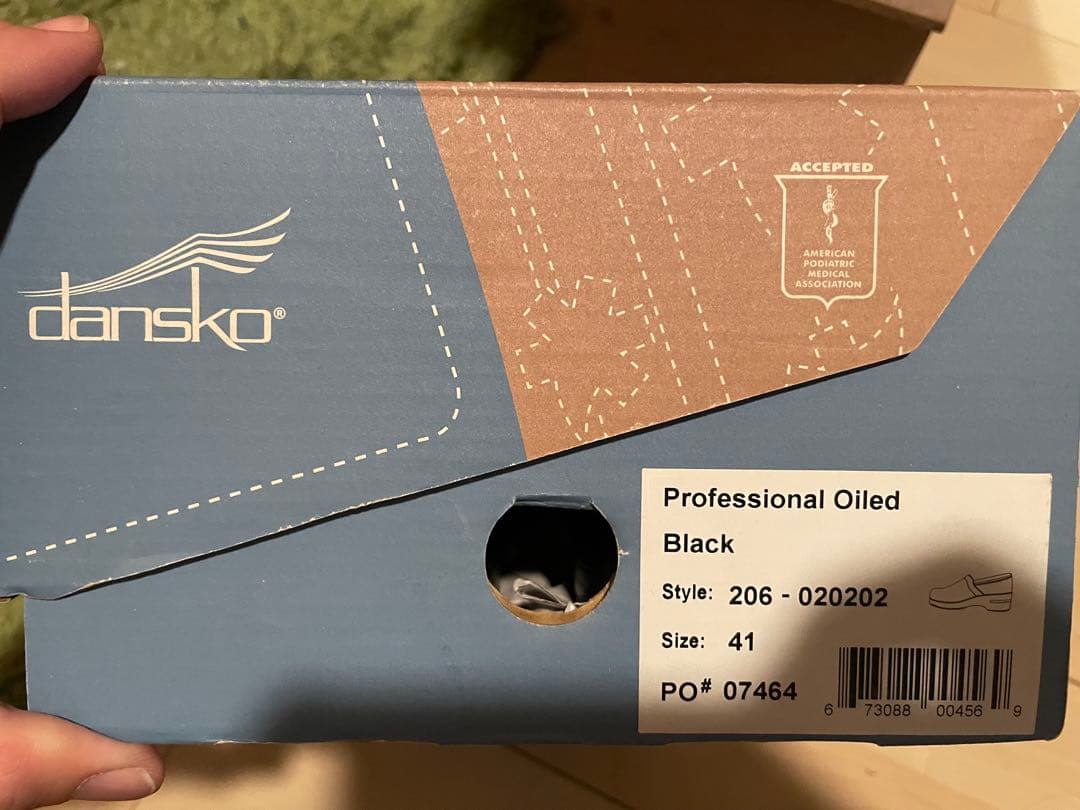 dansko®
ACCEPTED
AMERICAN
PODIATRIC
MEDICAL
ASSOCIATION
Professional Oiled
Black
Style: 206 - 020202
Size: 41
PO# 07464
6 73088 00456 9